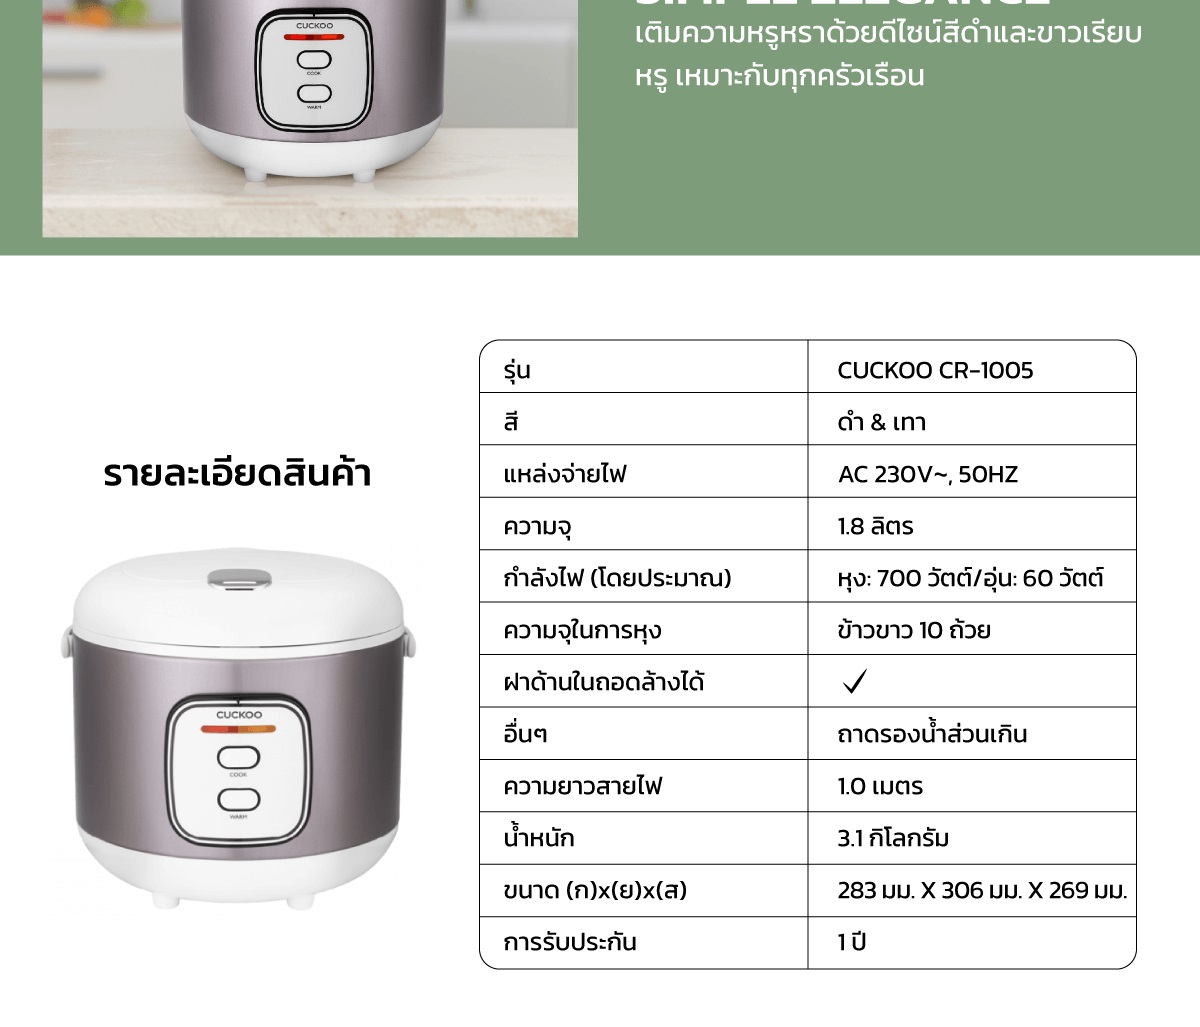 SIMPLE ELEGANCE
เติมความหรูหราด้วยดีไซน์สีดำและขาวเรียบ
หรู เหมาะกับทุกครัวเรือน
CUCKOO
COOK
WARM
รายละเอียดสินค้า
CUCKOO
COOK
WARM
รุ่น CUCKOO CR-1005
สี ดำ & เทา
แหล่งจ่ายไฟ AC 230V~, 50HZ
ความจุ 1.8 ลิตร
กำลังไฟ (โดยประมาณ) หุง: 700 วัตต์/อุ่น: 60 วัตต์
ความจุในการหุง ข้าวขาว 10 ถ้วย
ฝาด้านในถอดล้างได้ ✓
อื่นๆ ถาดรองน้ำส่วนเกิน
ความยาวสายไฟ 1.0 เมตร
น้ำหนัก 3.1 กิโลกรัม
ขนาด (ก)x(ย)x(ส) 283 มม. X 306 มม. X 269 มม.
การรับประกัน 1 ปี